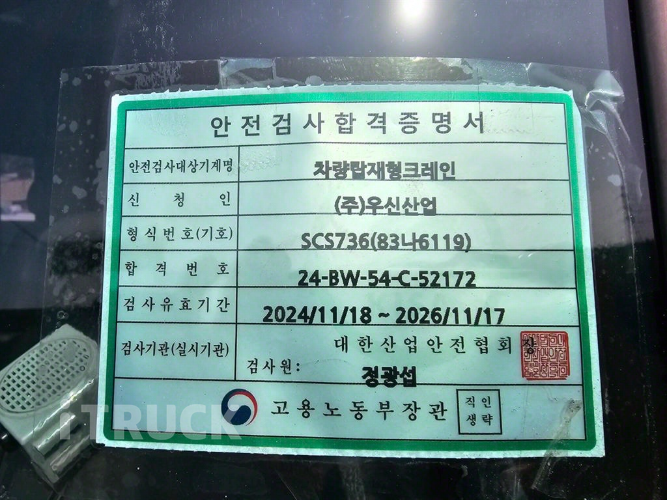 안전검사합격증명서
안전검사대상기계명 차량탑재형크레인
신청인 (주)우신산업
형식번호(기호) SCS736(83나6119)
합격번호 24-BW-54-C-52172
검사유효기간 2024/11/18 ~ 2026/11/17
검사기관(실시기관) 대한산업안전협회장
검사원: 정광섭
고용노동부장관 직인
생략
iTRUCK